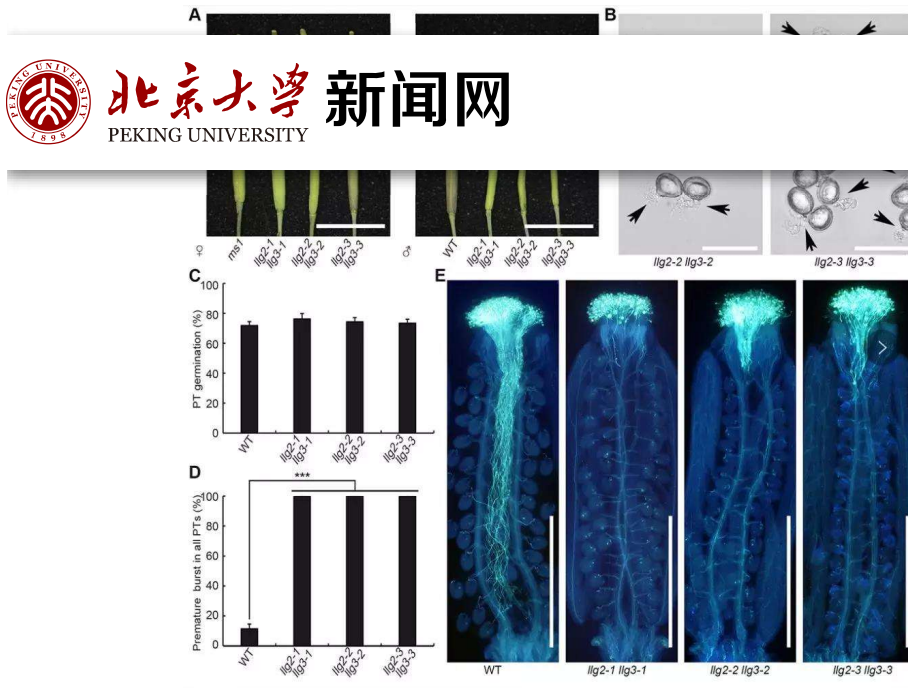 A
B
PEKING UNIVERSITY
1898
北京大学
PEKING UNIVERSITY
新闻网
♀
ms1
llg2-1 llg3-1
llg2-2 llg3-2
llg2-3 llg3-3
♂
WT
llg2-1 llg3-1
llg2-2 llg3-2
llg2-3 llg3-3
llg2-2 llg3-2
llg2-3 llg3-3
C
PT germination (%)
100
80
60
40
20
0
WT
llg2-1 llg3-1
llg2-2 llg3-2
llg2-3 llg3-3
D
Premature burst in all PTs (%)
***
100
80
60
40
20
0
WT
llg2-1 llg3-1
llg2-2 llg3-2
llg2-3 llg3-3
E
WT
llg2-1 llg3-1
llg2-2 llg3-2
llg2-3 llg3-3